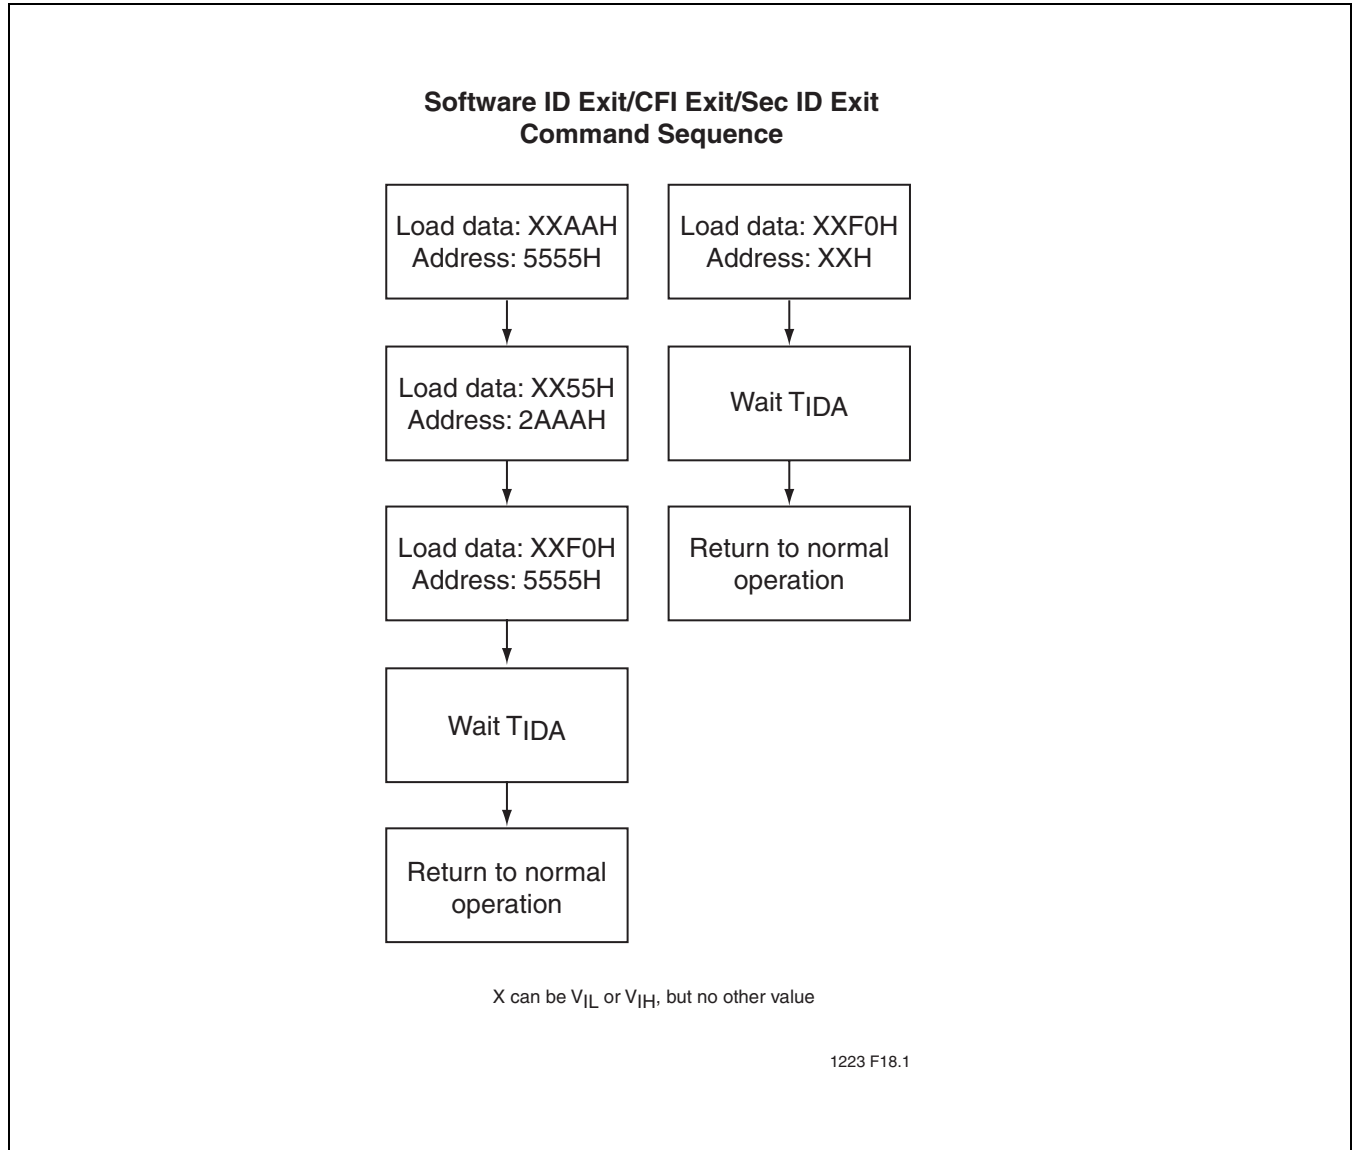 Software ID Exit/CFI Exit/Sec ID Exit
Command Sequence
Load data: XXAAH
Address: 5555H
Load data: XX55H
Address: 2AAAH
Load data: XXF0H
Address: 5555H
Wait TIDA
Return to normal
operation
Load data: XXF0H
Address: XXH
Wait TIDA
Return to normal
operation
X can be VIL or VIH, but no other value
1223 F18.1